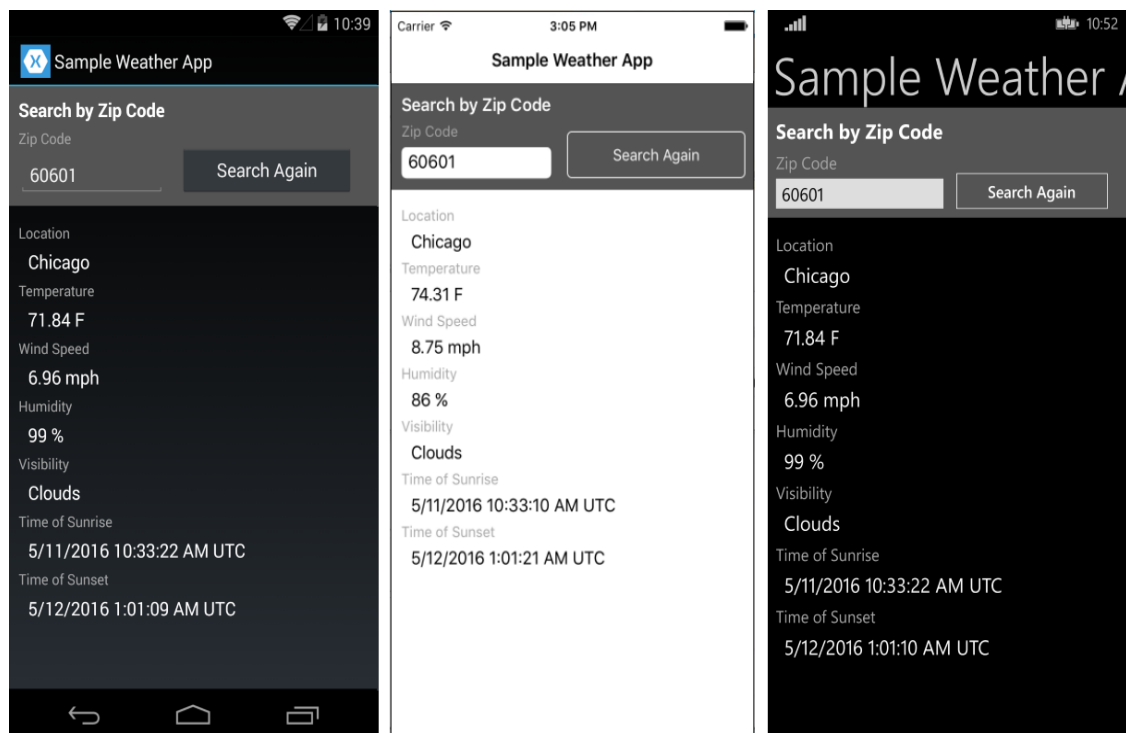 10:39
Sample Weather App
Search by Zip Code
Zip Code
60601
Search Again
Location
Chicago
Temperature
71.84 F
Wind Speed
6.96 mph
Humidity
99 %
Visibility
Clouds
Time of Sunrise
5/11/2016 10:33:22 AM UTC
Time of Sunset
5/12/2016 1:01:09 AM UTC
Carrier 3:05 PM
Sample Weather App
Search by Zip Code
Zip Code
60601
Search Again
Location
Chicago
Temperature
74.31 F
Wind Speed
8.75 mph
Humidity
86 %
Visibility
Clouds
Time of Sunrise
5/11/2016 10:33:10 AM UTC
Time of Sunset
5/12/2016 1:01:21 AM UTC
10:52
Sample Weather A
Search by Zip Code
Zip Code
60601
Search Again
Location
Chicago
Temperature
71.84 F
Wind Speed
6.96 mph
Humidity
99 %
Visibility
Clouds
Time of Sunrise
5/11/2016 10:33:22 AM UTC
Time of Sunset
5/12/2016 1:01:10 AM UTC